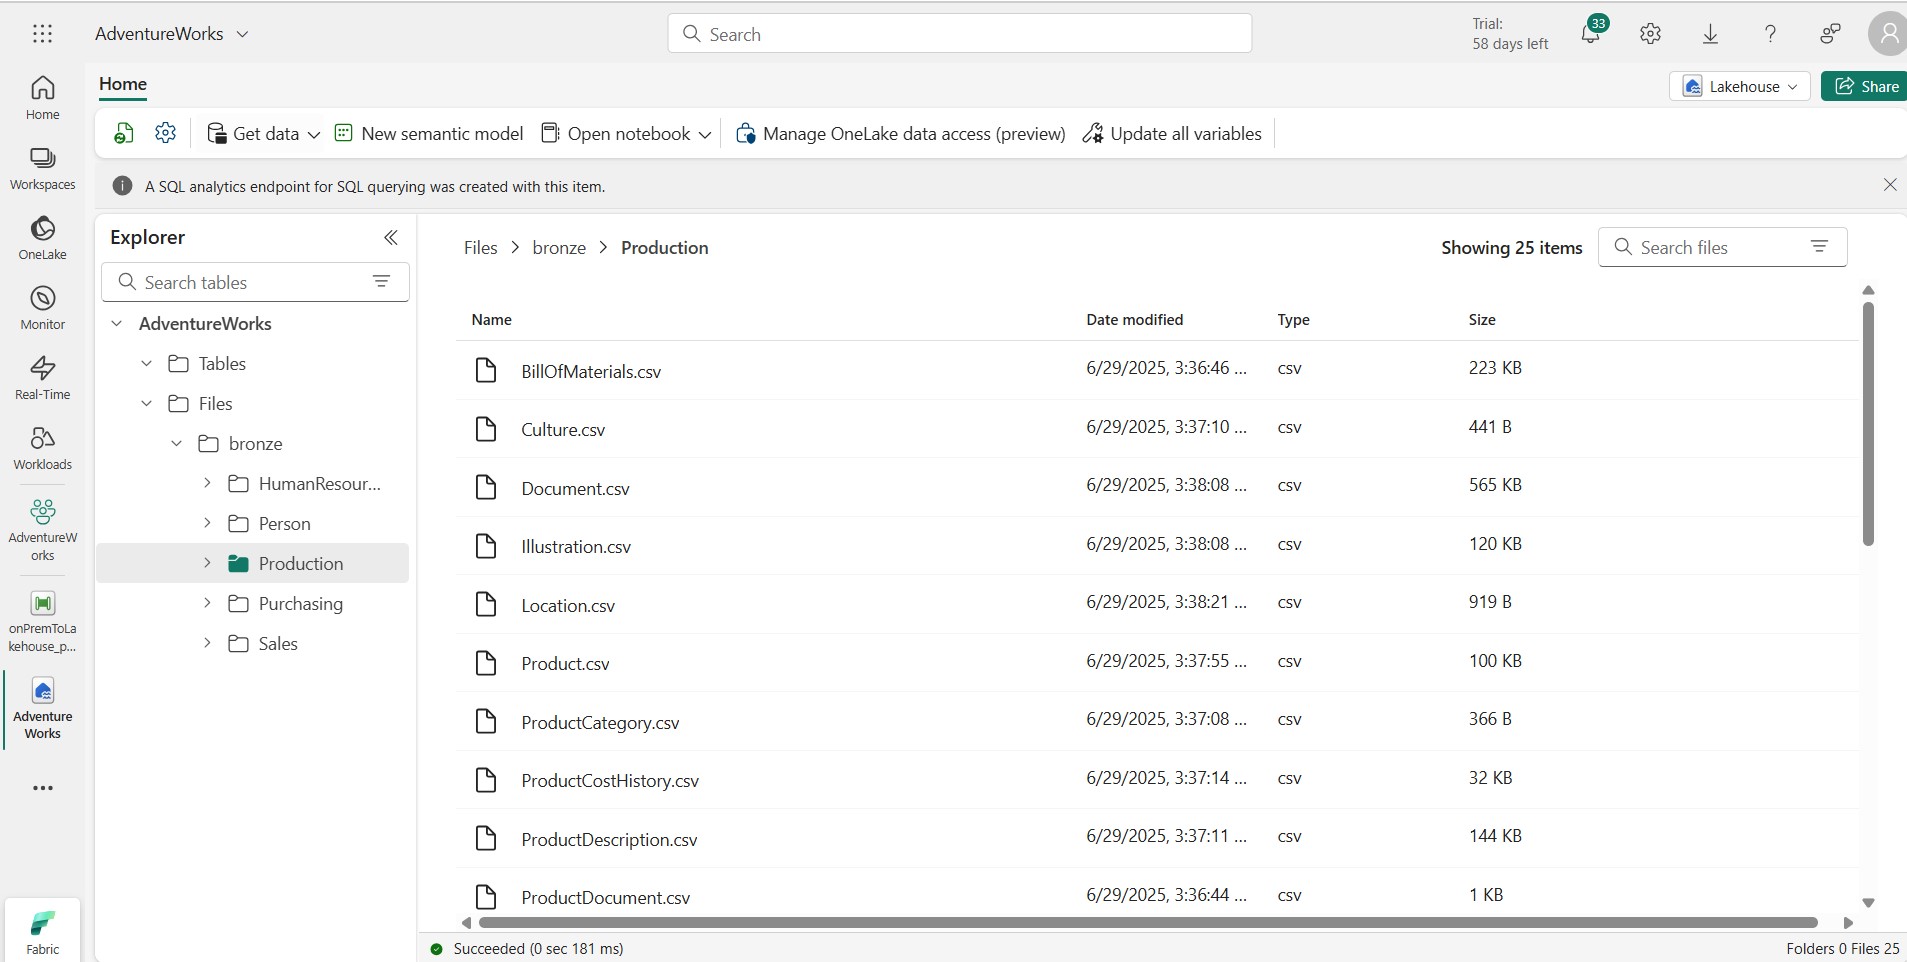 AdventureWorks
Search
Trial:
58 days left
33
Home
Workspaces
OneLake
Monitor
Real-Time
Workloads
AdventureW
orks
onPremToLa
kehouse_p...
Adventure
Works
Fabric
Home
Lakehouse
Share
Get data
New semantic model
Open notebook
Manage OneLake data access (preview)
Update all variables
A SQL analytics endpoint for SQL querying was created with this item.
Explorer
Search tables
AdventureWorks
Tables
Files
bronze
HumanResour...
Person
Production
Purchasing
Sales
Files > bronze > Production
Showing 25 items
Search files
Name Date modified Type Size
BillOfMaterials.csv 6/29/2025, 3:36:46 ... csv 223 KB
Culture.csv 6/29/2025, 3:37:10 ... csv 441 B
Document.csv 6/29/2025, 3:38:08 ... csv 565 KB
Illustration.csv 6/29/2025, 3:38:08 ... csv 120 KB
Location.csv 6/29/2025, 3:38:21 ... csv 919 B
Product.csv 6/29/2025, 3:37:55 ... csv 100 KB
ProductCategory.csv 6/29/2025, 3:37:08 ... csv 366 B
ProductCostHistory.csv 6/29/2025, 3:37:14 ... csv 32 KB
ProductDescription.csv 6/29/2025, 3:37:11 ... csv 144 KB
ProductDocument.csv 6/29/2025, 3:36:44 ... csv 1 KB
Succeeded (0 sec 181 ms)
Folders 0 Files 25